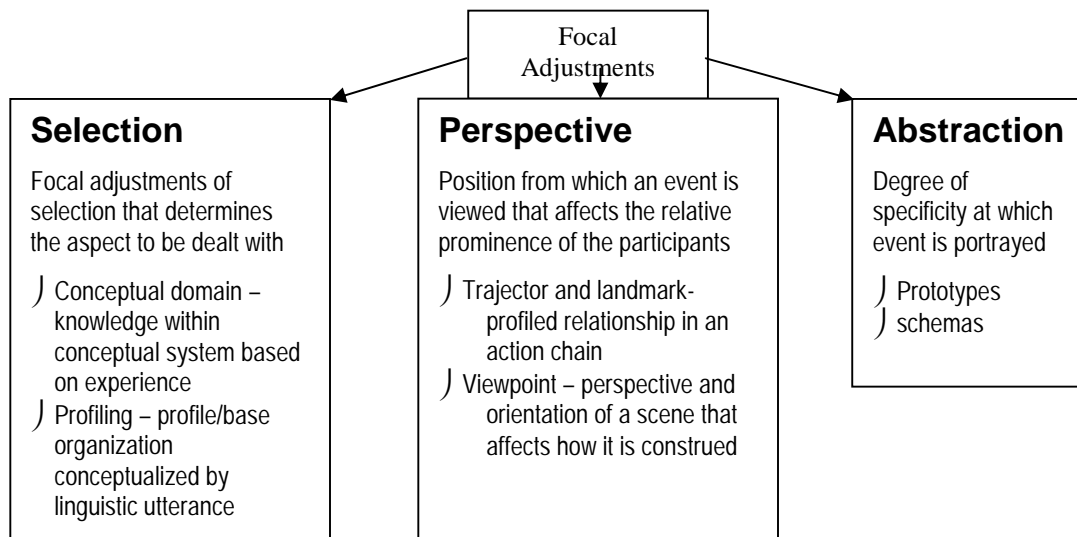 Focal
Adjustments
Selection
Focal adjustments of
selection that determines
the aspect to be dealt with
Conceptual domain –
knowledge within
conceptual system based
on experience
Profiling – profile/base
organization
conceptualized by
linguistic utterance
Perspective
Position from which an event is
viewed that affects the relative
prominence of the participants
Trajector and landmark-
profiled relationship in an
action chain
Viewpoint – perspective and
orientation of a scene that
affects how it is construed
Abstraction
Degree of
specificity at which
event is portrayed
Prototypes
schemas